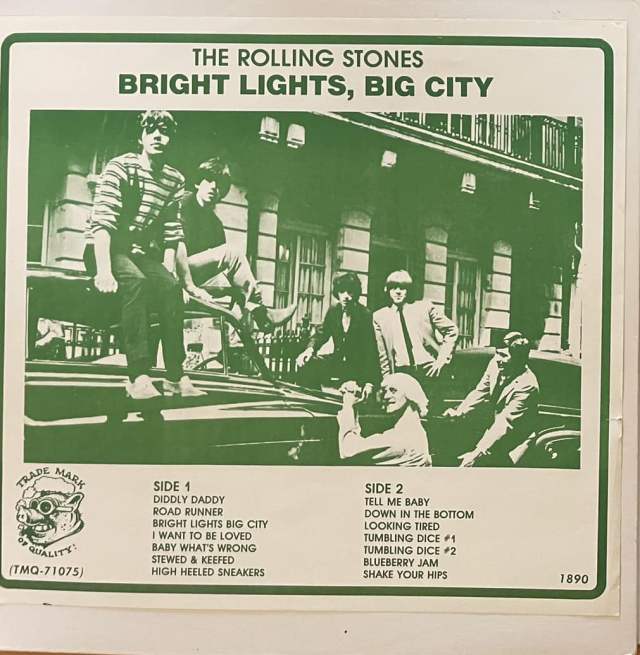 THE ROLLING STONES
BRIGHT LIGHTS, BIG CITY
TRADE MARK
OF QUALITY!
(TMQ-71075)
SIDE 1
DIDDLY DADDY
ROAD RUNNER
BRIGHT LIGHTS BIG CITY
I WANT TO BE LOVED
BABY WHAT'S WRONG
STEWED & KEEFED
HIGH HEELED SNEAKERS
SIDE 2
TELL ME BABY
DOWN IN THE BOTTOM
LOOKING TIRED
TUMBLING DICE #1
TUMBLING DICE #2
BLUEBERRY JAM
SHAKE YOUR HIPS
1890